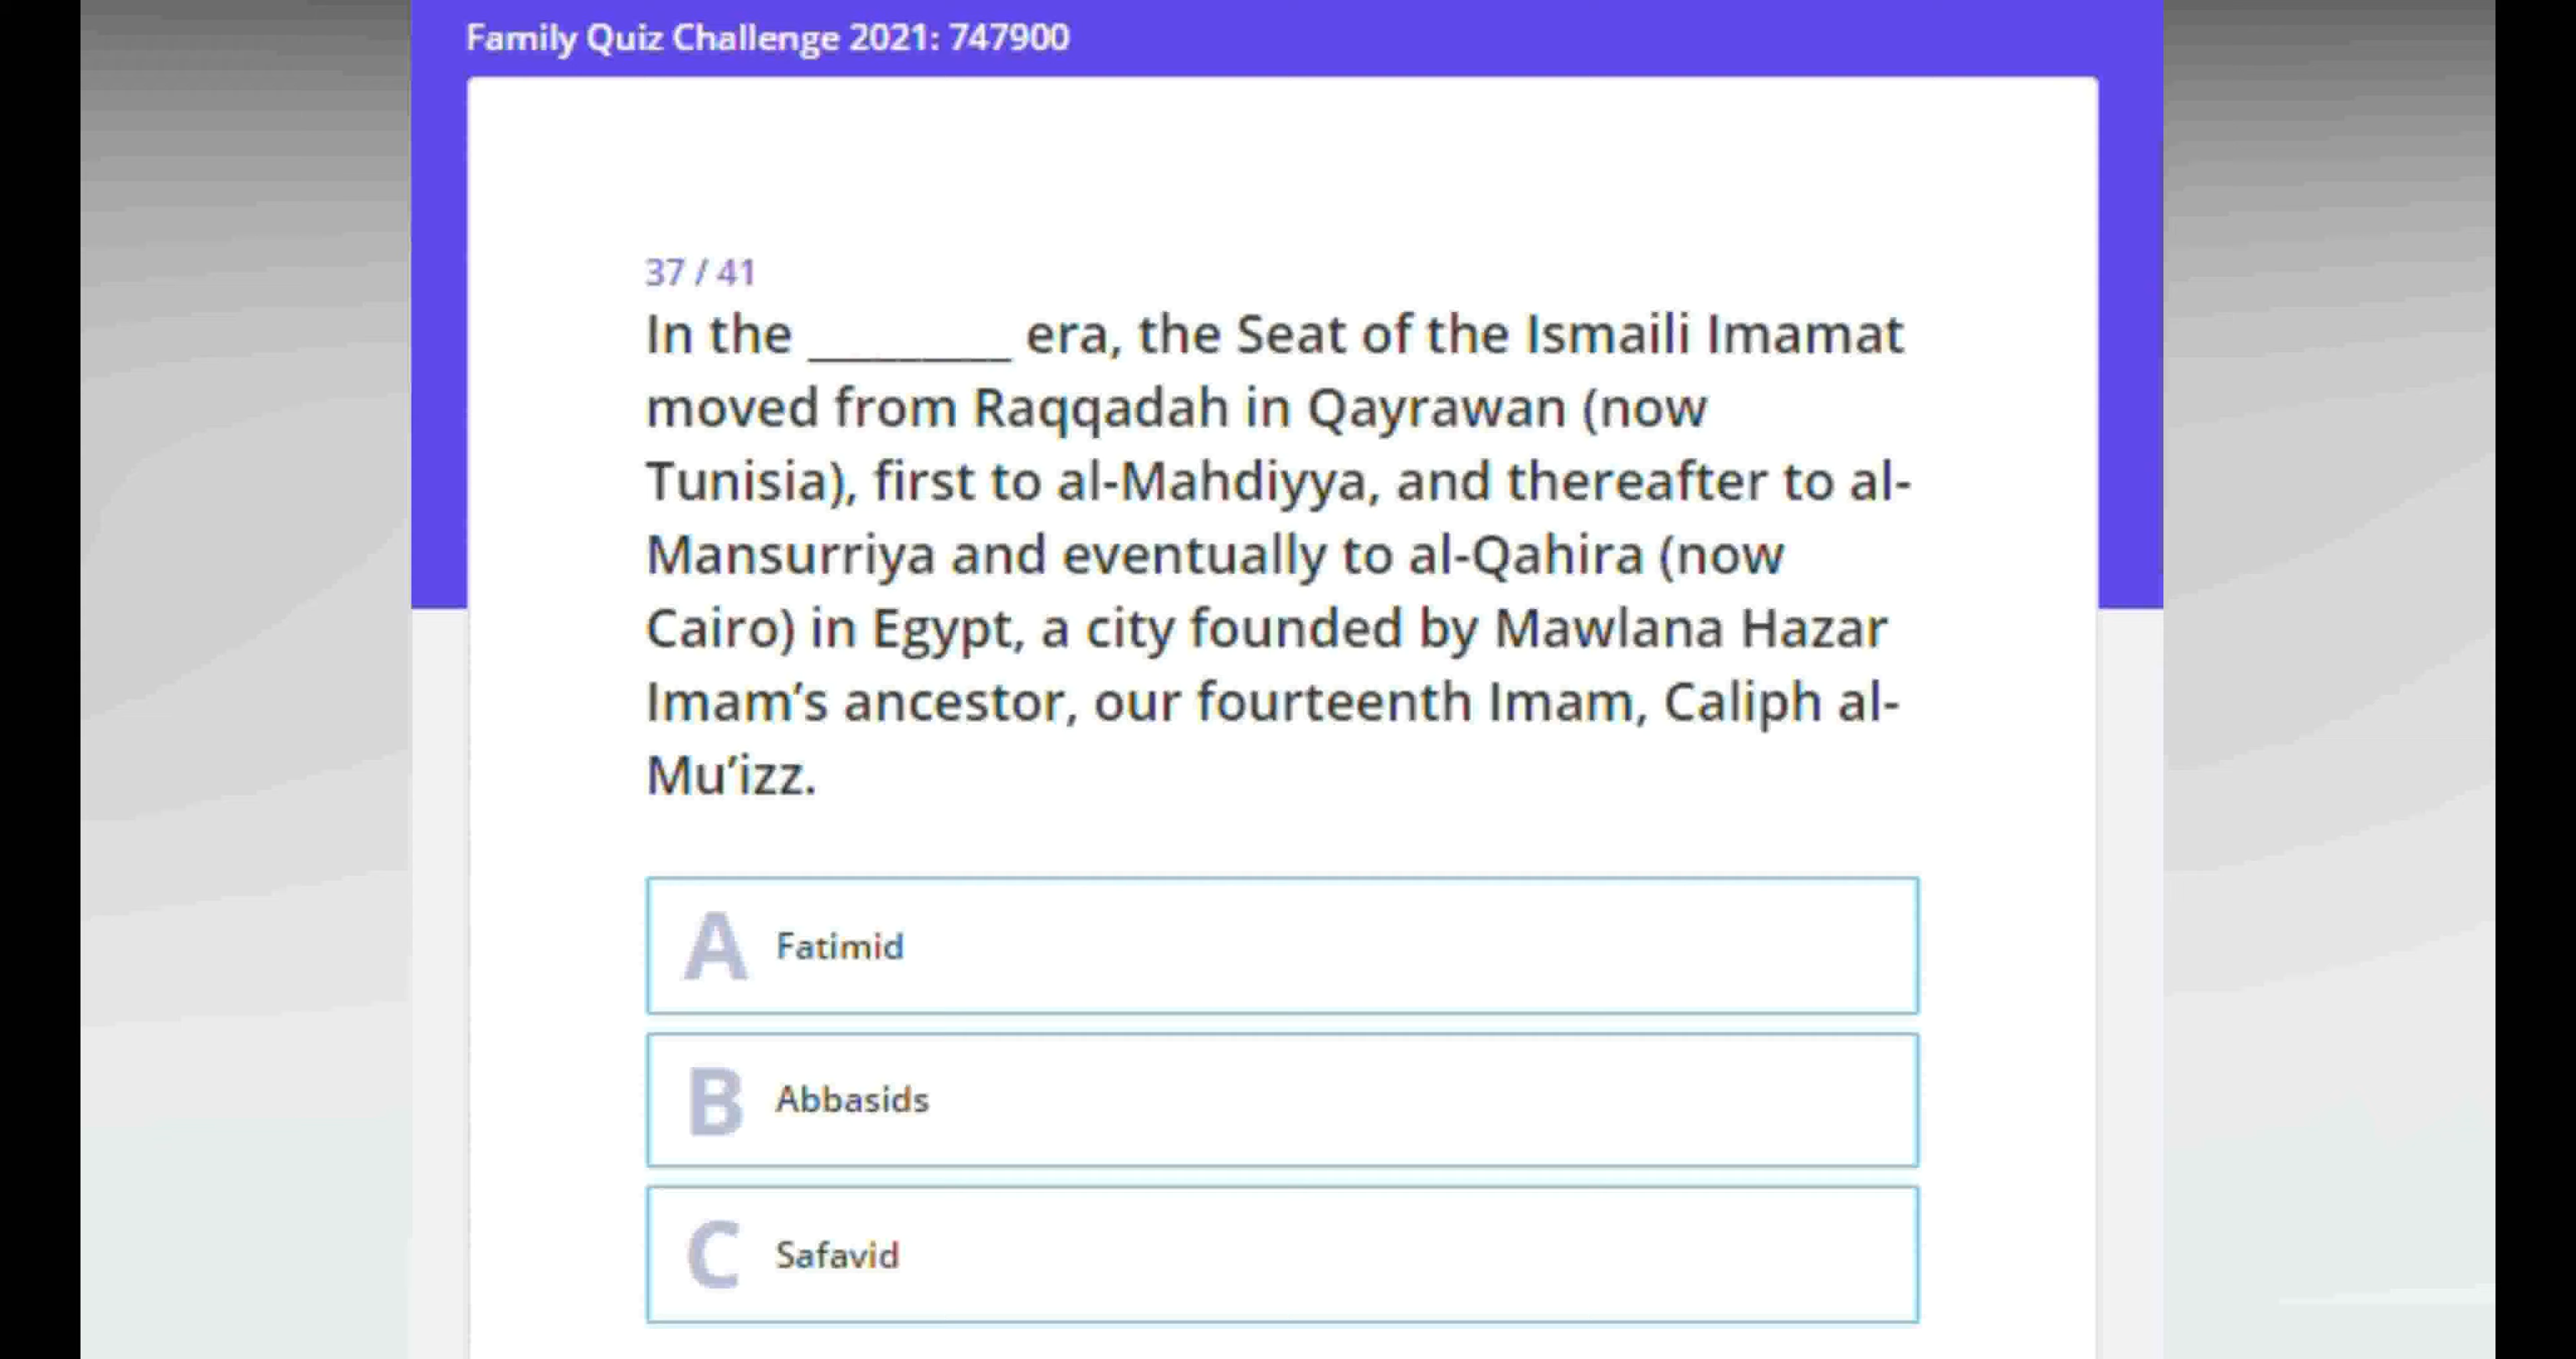 Family Quiz Challenge 2021: 747900
37 / 41
In the ________ era, the Seat of the Ismaili Imamat
moved from Raqqadah in Qayrawan (now
Tunisia), first to al-Mahdiyya, and thereafter to al-
Mansurriya and eventually to al-Qahira (now
Cairo) in Egypt, a city founded by Mawlana Hazar
Imam’s ancestor, our fourteenth Imam, Caliph al-
Mu’izz.
A Fatimid
B Abbasids
C Safavid